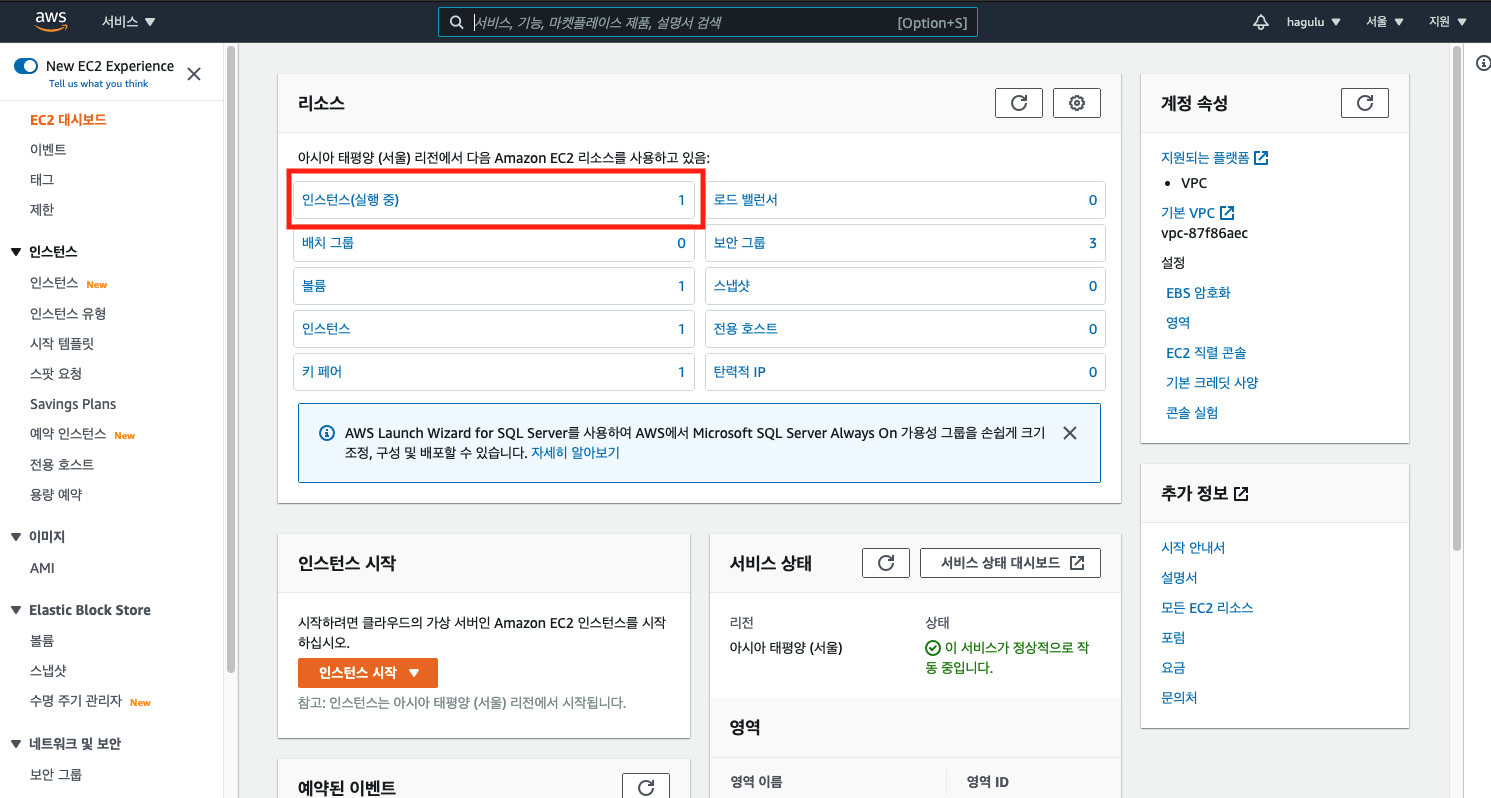 aws
서비스 ▼
서비스, 기능, 마켓플레이스 제품, 설명서 검색
[Option+S]
hagulu ▼
서울 ▼
지원 ▼
New EC2 Experience
Tell us what you think
EC2 대시보드
이벤트
태그
제한
▼ 인스턴스
인스턴스 New
인스턴스 유형
시작 템플릿
스팟 요청
Savings Plans
예약 인스턴스 New
전용 호스트
용량 예약
▼ 이미지
AMI
▼ Elastic Block Store
볼륨
스냅샷
수명 주기 관리자 New
▼ 네트워크 및 보안
보안 그룹
리소스
아시아 태평양 (서울) 리전에서 다음 Amazon EC2 리소스를 사용하고 있음:
인스턴스(실행 중) 1
로드 밸런서 0
배치 그룹 0
보안 그룹 3
볼륨 1
스냅샷 0
인스턴스 1
전용 호스트 0
키 페어 1
탄력적 IP 0
AWS Launch Wizard for SQL Server를 사용하여 AWS에서 Microsoft SQL Server Always On 가용성 그룹을 손쉽게 크기
조정, 구성 및 배포할 수 있습니다. 자세히 알아보기
인스턴스 시작
시작하려면 클라우드의 가상 서버인 Amazon EC2 인스턴스를 시작
하십시오.
인스턴스 시작 ▼
참고: 인스턴스는 아시아 태평양 (서울) 리전에서 시작됩니다.
예약된 이벤트
서비스 상태
서비스 상태 대시보드
리전
상태
아시아 태평양 (서울)
이 서비스가 정상적으로 작
동 중입니다.
영역
영역 이름
영역 ID
계정 속성
지원되는 플랫폼
• VPC
기본 VPC
vpc-87f86aec
설정
EBS 암호화
영역
EC2 직렬 콘솔
기본 크레딧 사양
콘솔 실험
추가 정보
시작 안내서
설명서
모든 EC2 리소스
포럼
요금
문의처